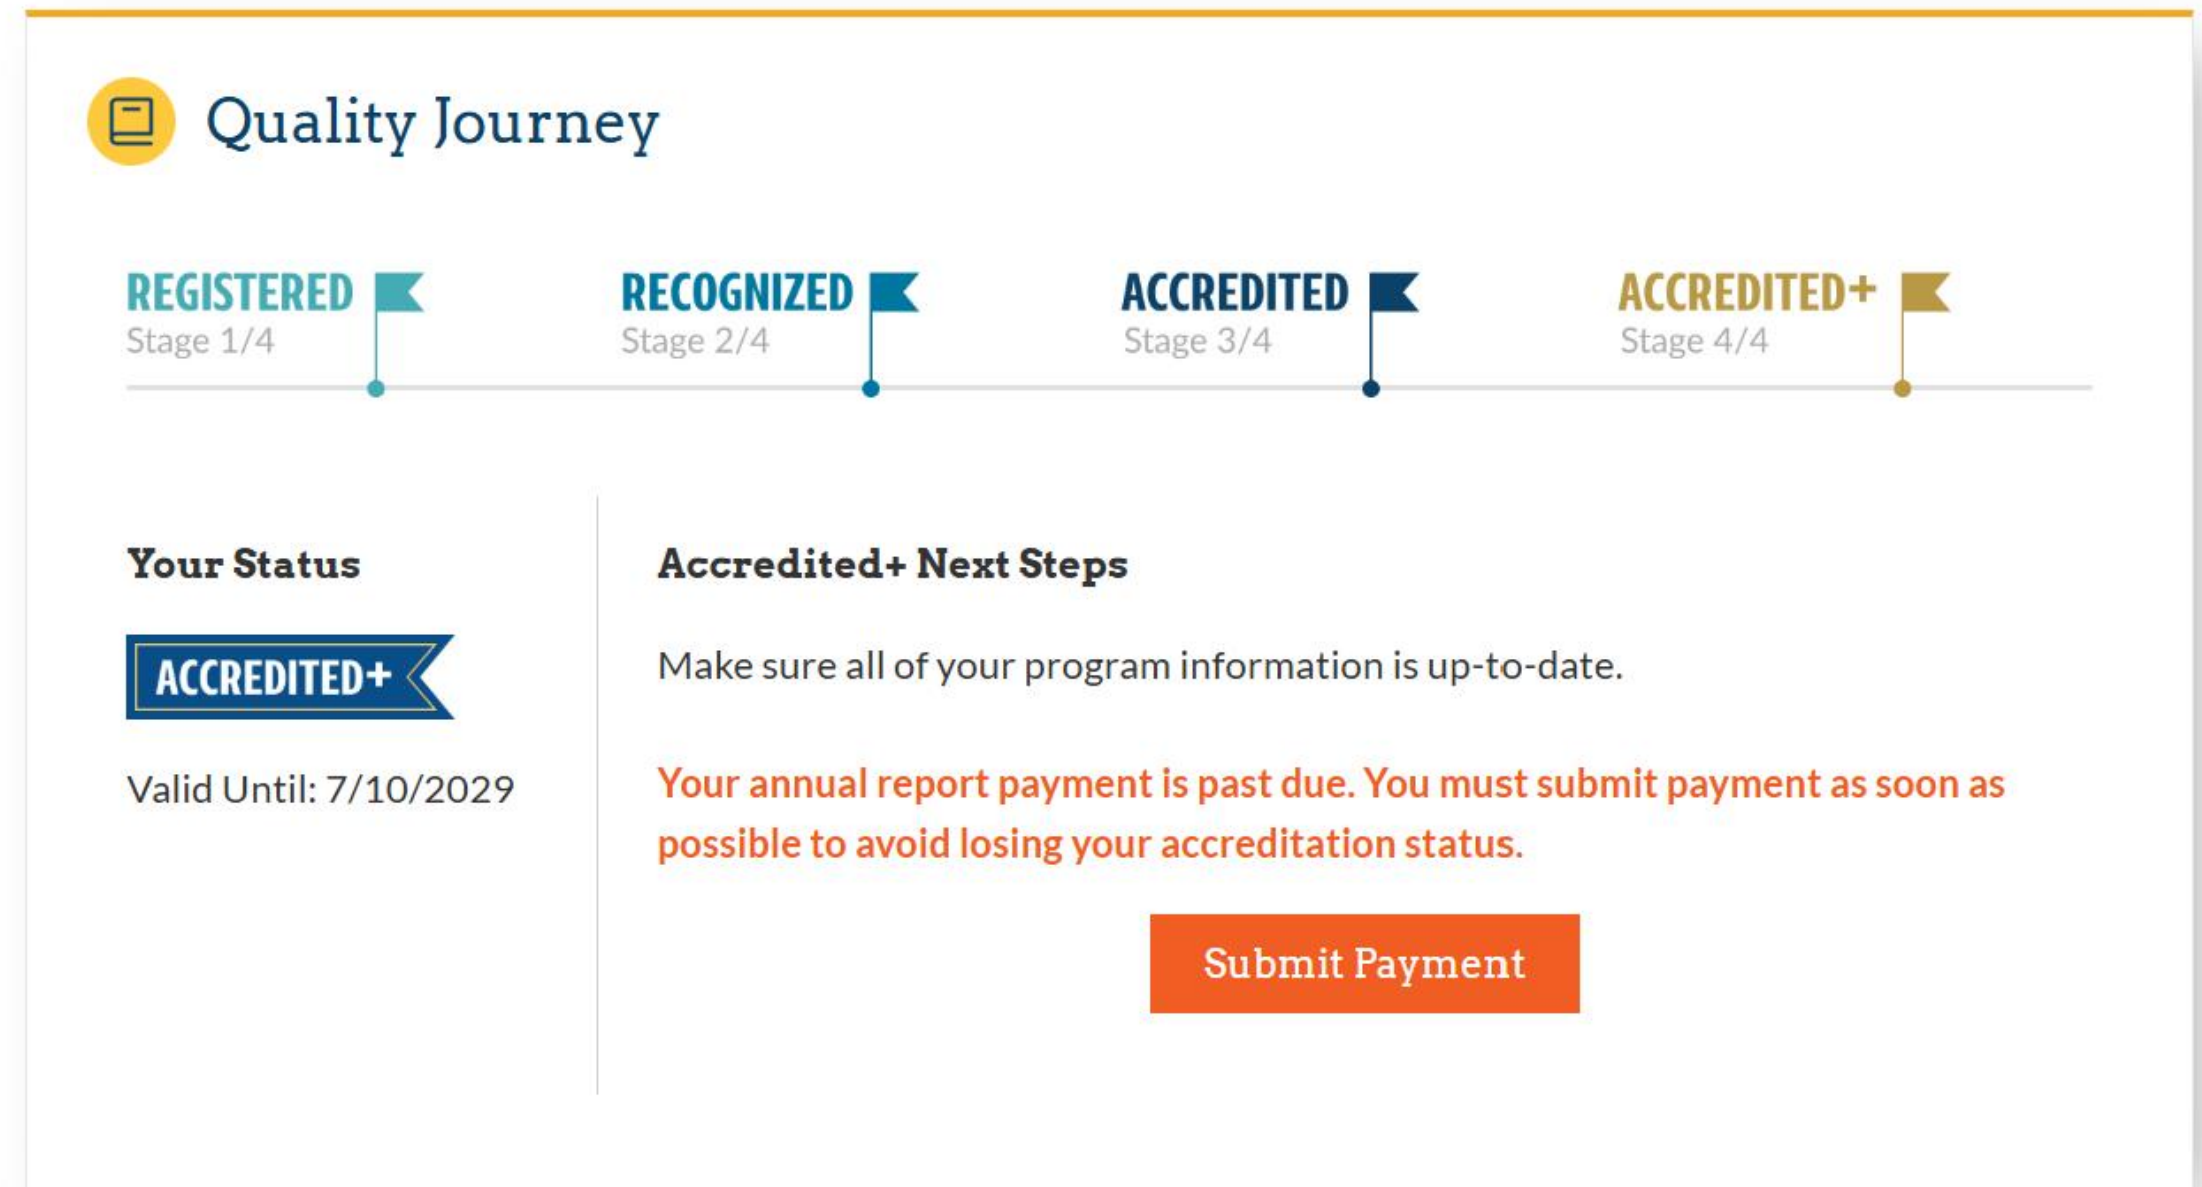 Quality Journey
REGISTERED
Stage 1/4
RECOGNIZED
Stage 2/4
ACCREDITED
Stage 3/4
ACCREDITED+
Stage 4/4
Your Status
ACCREDITED+
Valid Until: 7/10/2029
Accredited+ Next Steps
Make sure all of your program information is up-to-date.
Your annual report payment is past due. You must submit payment as soon as
possible to avoid losing your accreditation status.
Submit Payment